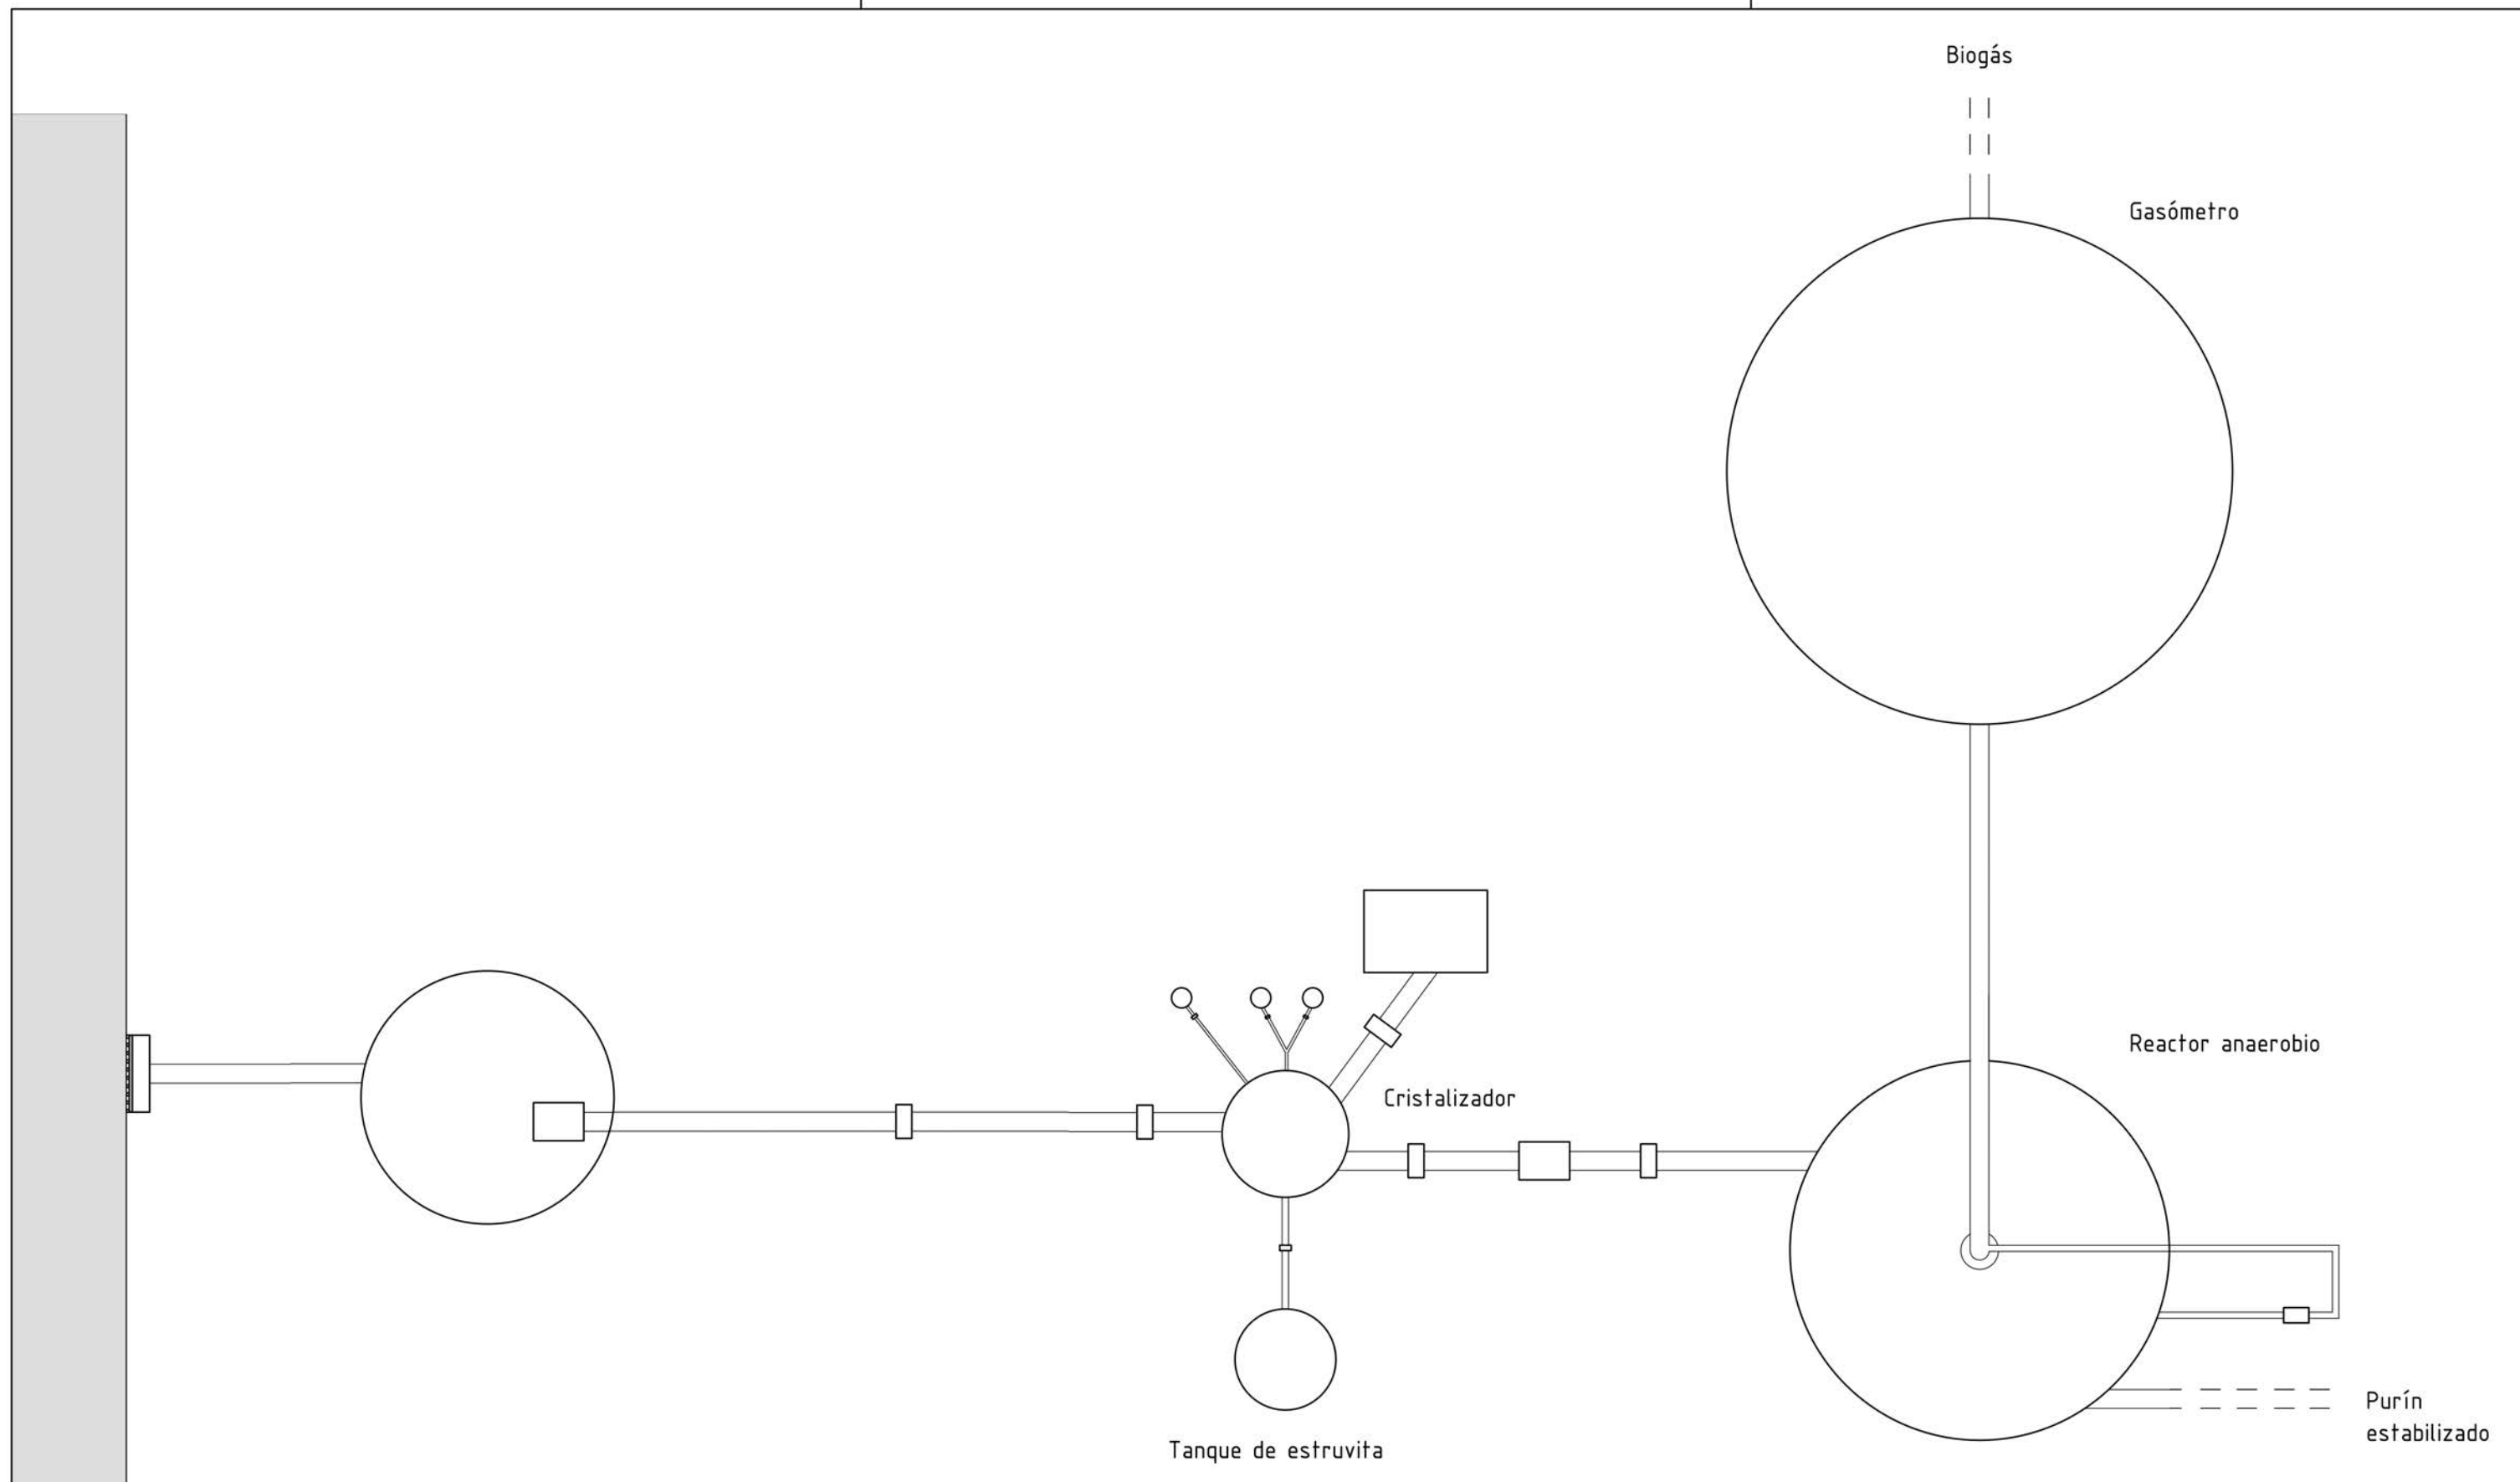 Biogás
Gasómetro
Reactor anaerobio
Cristalizador
Purín
estabilizado
Tanque de estruvita